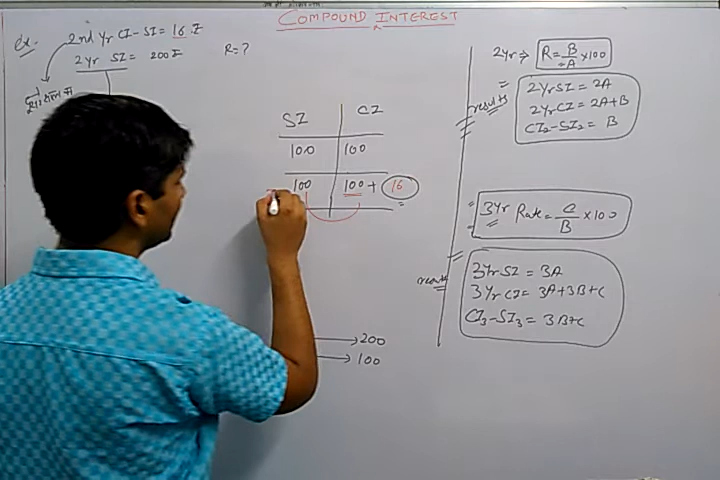 COMPOUND INTEREST
Ex.
2nd Yr CI - SI = 16 ₹
2 Yr SI = 200 ₹
R = ?
SI CI
100 100
100 100 + 16
200
100
2Yr ⇒ R = B/A × 100
results
2Yr SI = 2A
2Yr CI = 2A + B
CI₂ - SI₂ = B
3Yr Rate = C/B × 100
results
3Yr SI = 3A
3Yr CI = 3A + 3B + C
CI₃ - SI₃ = 3B + C